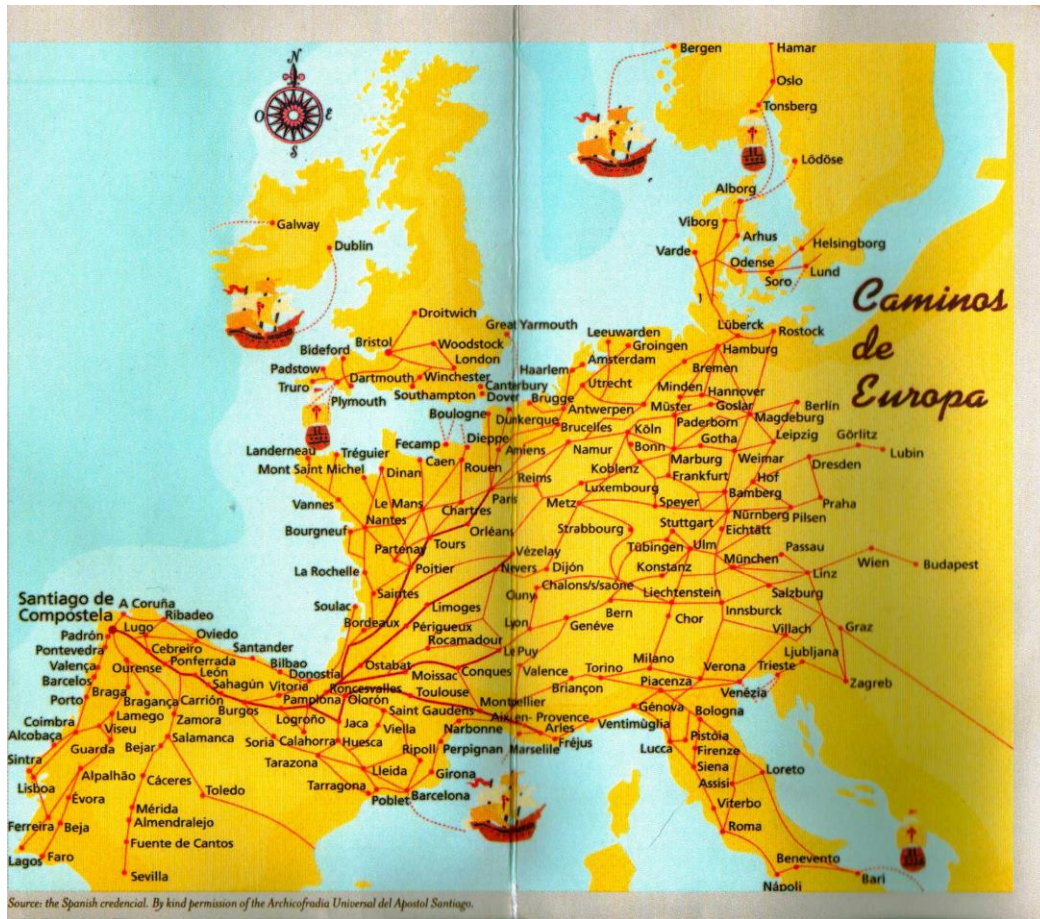 N
O
E
S
Bergen
Hamar
Oslo
Tonsberg
Lödöse
Alborg
Viborg
Arhus
Varde
Odense
Helsingborg
Soro
Lund
Galway
Dublín
Caminos
de
Europa
Droitwich
Great Yarmouth
Bristol
Woodstock
Bideford
London
Padstow
Dartmouth
Winchester
Truro
Plymouth
Southampton
Canterbury
Dover
Leeuwarden
Groingen
Lüberck
Rostock
Hamburg
Amsterdam
Haarlem
Bremen
Utrecht
Brugge
Minden
Hannover
Boulogne
Dunkerque
Antwerpen
Müster
Goslar
Berlín
Magdeburg
Paderborn
Bruceles
Köln
Fecamp
Dieppe
Landerneau
Tréguier
Amiens
Namur
Bonn
Gotha
Leipzig
Görlitz
Mont Saint Michel
Dinan
Caen
Rouen
Marburg
Weimar
Lubin
Koblenz
Frankfurt
Hof
Dresden
Reims
Luxembourg
Paris
Vannes
Le Mans
Chartres
Metz
Speyer
Bamberg
Praha
Nürnberg
Pilsen
Nantes
Bourgneuf
Orléans
Strabbourg
Stuttgart
Eichtätt
Partenay
Tours
Tübingen
Ulm
Vézelay
Passau
La Rochelle
Poitier
Nevers
Dijón
München
Konstanz
Linz
Wien
Budapest
Chalons/s/saône
Saintes
Cuny
Liechtenstein
Salzburg
Soulac
Limoges
Bern
Innsburck
Santiago de
Compostela
A Coruña
Ribadeo
Bordeaux
Périgueux
Lyon
Genéve
Chor
Villach
Graz
Padrón
Lugo
Oviedo
Rocamadour
Pontevedra
Cebreiro
Santander
Le Puy
Ljubljana
Valença
Ourense
Ponferrada
Bilbao
Ostabat
Moissac
Conques
Valence
Torino
Milano
Verona
Trieste
Barcelos
León
Donostia
Sahagún
Vitoria
Roncesvalles
Toulouse
Briançon
Piacenza
Venézia
Zagreb
Porto
Braga
Bragança
Carrión
Pamplona
Olorón
Montpellier
Burgos
Saint Gaudens
Génova
Coimbra
Lamego
Zamora
Logroño
Jaca
Narbonne
Aix-en- Provence
Ventimùglia
Bologna
Alcobaça
Viseu
Viella
Arles
Salamanca
Soria
Calahorra
Huesca
Ripoll
Perpignan
Marselile
Fréjus
Lucca
Pistòia
Guarda
Bejar
Tarazona
Firenze
Sintra
Alpalhão
Cáceres
Lleida
Girona
Siena
Loreto
Lisboa
Toledo
Tarragona
Assisi
Évora
Poblet
Barcelona
Mérida
Viterbo
Ferreira
Beja
Almendralejo
Roma
Fuente de Cantos
Lagos
Faro
Benevento
Sevilla
Nápoli
Bari
Source: the Spanish credencial. By kind permission of the Archicofradia Universal del Apostol Santiago.